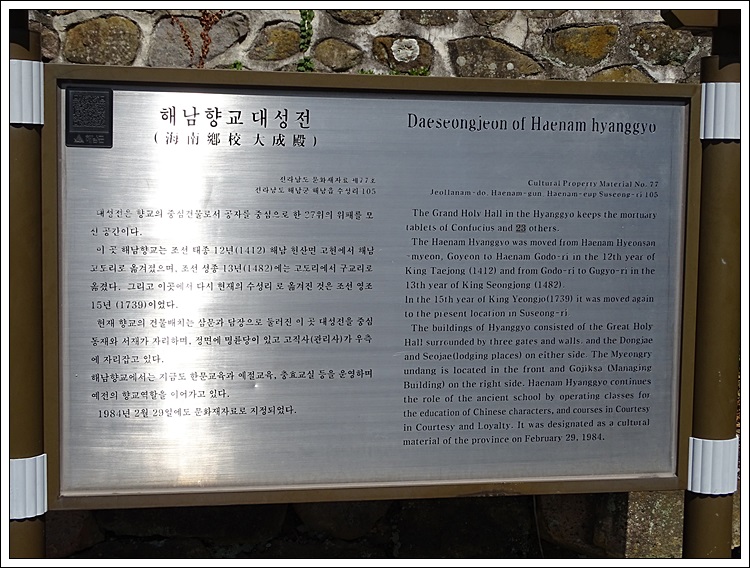 해남군
해남향교대성전
(海南鄕校大成殿)
전라남도 문화재자료 제77호
전라남도 해남군 해남읍 수성리 105
대성전은 향교의 중심건물로서 공자를 중심으로 한 27위의 위패를 모
신 공간이다.
이 곳 해남향교는 조선 태종 12년(1412) 해남 현산면 고현에서 해남
고도리로 옮겨졌으며, 조선 성종 13년(1482)에는 고도리에서 구교리로
옮겼다. 그리고 이곳에서 다시 현재의 수성리 로 옮겨진 것은 조선 영조
15년 (1739)이었다.
현재 향교의 건물배치는 삼문과 담장으로 둘러진 이 곳 대성전을 중심
동재와 서재가 자리하며, 정면에 명륜당이 있고 고직사(관리사)가 우측
에 자리잡고 있다.
해남향교에서는 지금도 한문교육과 예절교육, 충효교실 등을 운영하며
예전의 향교역할을 이어가고 있다.
1984년 2월 29일에도 문화재자료로 지정되었다.
Daeseongjeon of Haenam hyanggyo
Cultural Property Material No. 77
Jeollanam-do, Haenam-gun, Haenam-eup Suseong-ri 105
The Grand Holy Hall in the Hyanggyo keeps the mortuary
tablets of Confucius and 23 others.
The Haenam Hyanggyo was moved from Haenam Hyeonsan
-myeon, Goyeon to Haenam Godo-ri in the 12th year of
King Taejong (1412) and from Godo-ri to Gugyo-ri in the
13th year of King Seongjong (1482).
In the 15th year of King Yeongjo(1739) it was moved again
to the present location in Suseong-ri
The buildings of Hyanggyo consisted of the Great Holy
Hall surrounded by three gates and walls. and the Dongjae
and Seojae(lodging places) on either side. The Myeongry
undang is located in the front and Gojiksa (Managing
Building) on the right side. Haenam Hyanggyo continues
the role of the ancient school by operating classes for
the education of Chinese characters, and courses in Courtesy
in Courtesy and Loyalty. It was designated as a cultural
material of the province on February 29, 1984.